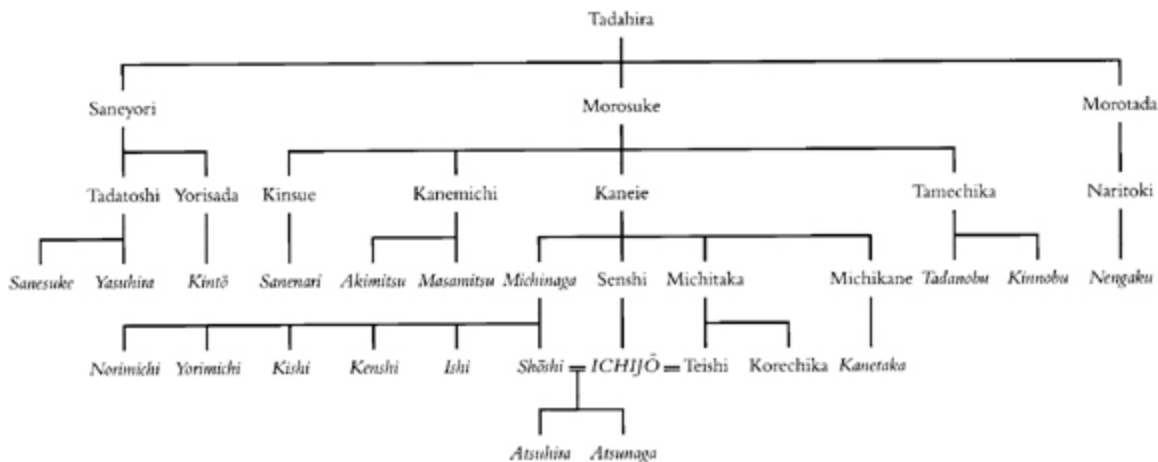 Tadahira
Saneyori Morosuke Morotada
Tadatoshi Yorisada Kinsue Kanemichi Kaneie Tamechika Naritoki
Sanesuke Yasuhira Kintō Sanenari Akimitsu Masamitsu Michinaga Senshi Michitaka Michikane Tadanobu Kinnobu Nengaku
Norimichi Yorimichi Kishi Kenshi Ishi Shōshi = ICHIJŌ = Teishi Korechika Kanetaka
Atsuhira Atsunaga